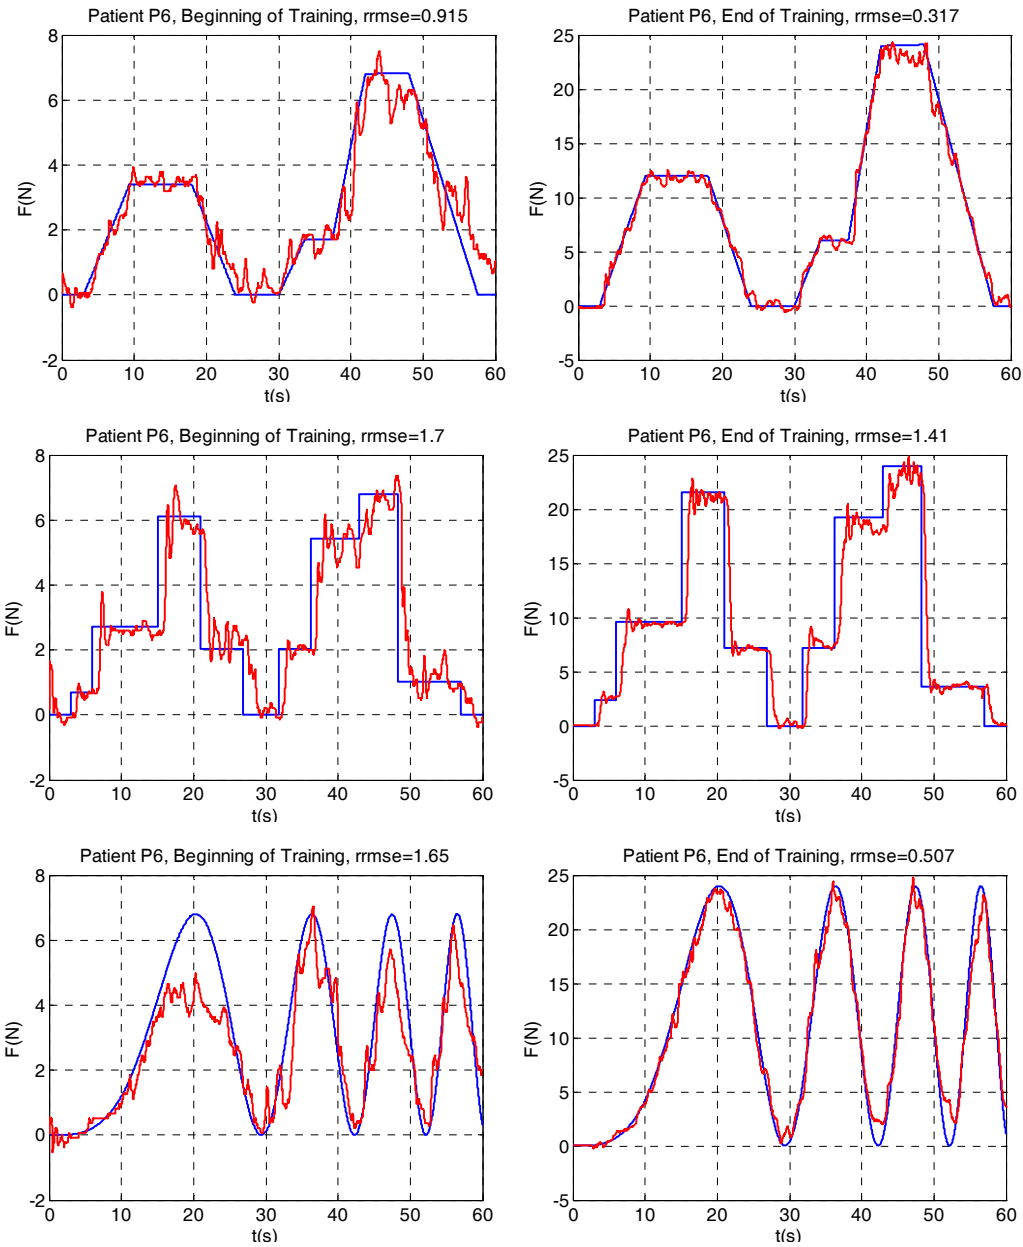 Patient P6, Beginning of Training, rrmse=0.915
8
6
4
2
0
-2
F(N)
0 10 20 30 40 50 60
t(s)
Patient P6, End of Training, rrmse=0.317
25
20
15
10
5
0
-5
F(N)
0 10 20 30 40 50 60
t(s)
Patient P6, Beginning of Training, rrmse=1.7
8
6
4
2
0
-2
F(N)
0 10 20 30 40 50 60
t(s)
Patient P6, End of Training, rrmse=1.41
25
20
15
10
5
0
-5
F(N)
0 10 20 30 40 50 60
t(s)
Patient P6, Beginning of Training, rrmse=1.65
8
6
4
2
0
-2
F(N)
0 10 20 30 40 50 60
t(s)
Patient P6, End of Training, rrmse=0.507
25
20
15
10
5
0
-5
F(N)
0 10 20 30 40 50 60
t(s)